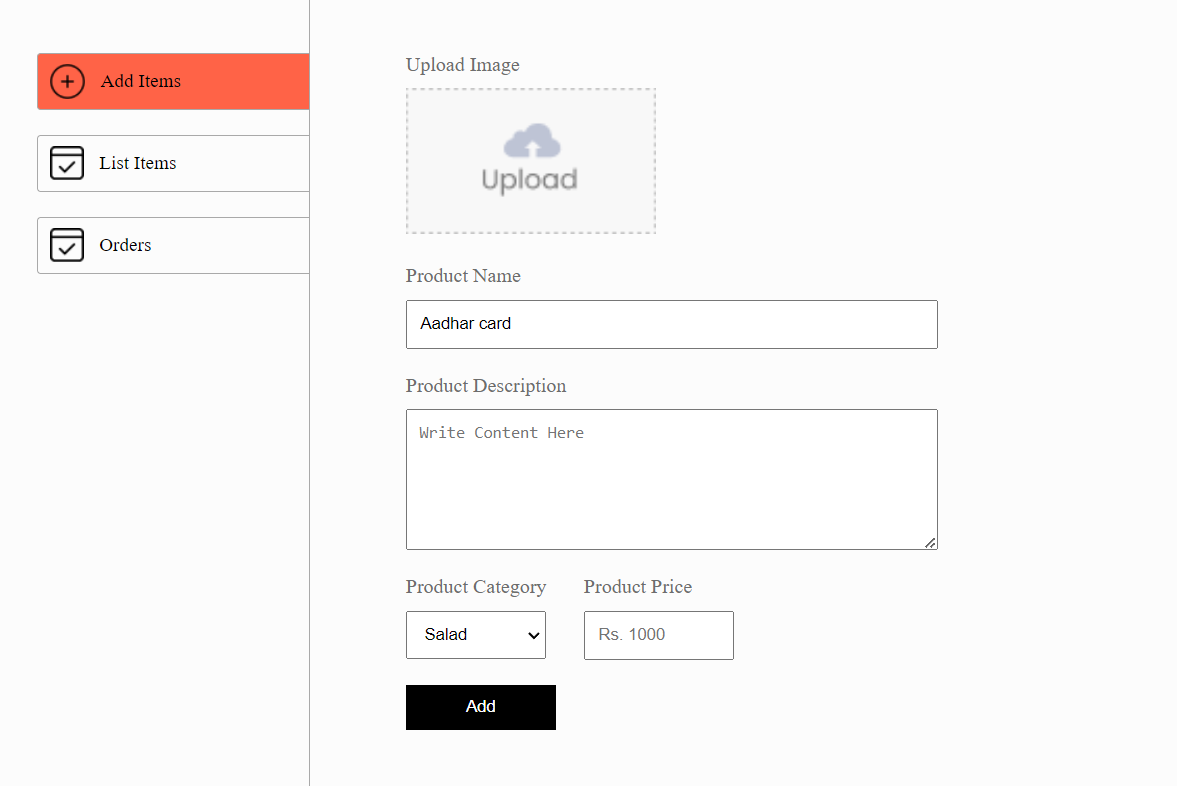 Add Items
List Items
Orders
Upload Image
Upload
Product Name
Aadhar card
Product Description
Write Content Here
Product Category
Product Price
Salad
Rs. 1000
Add